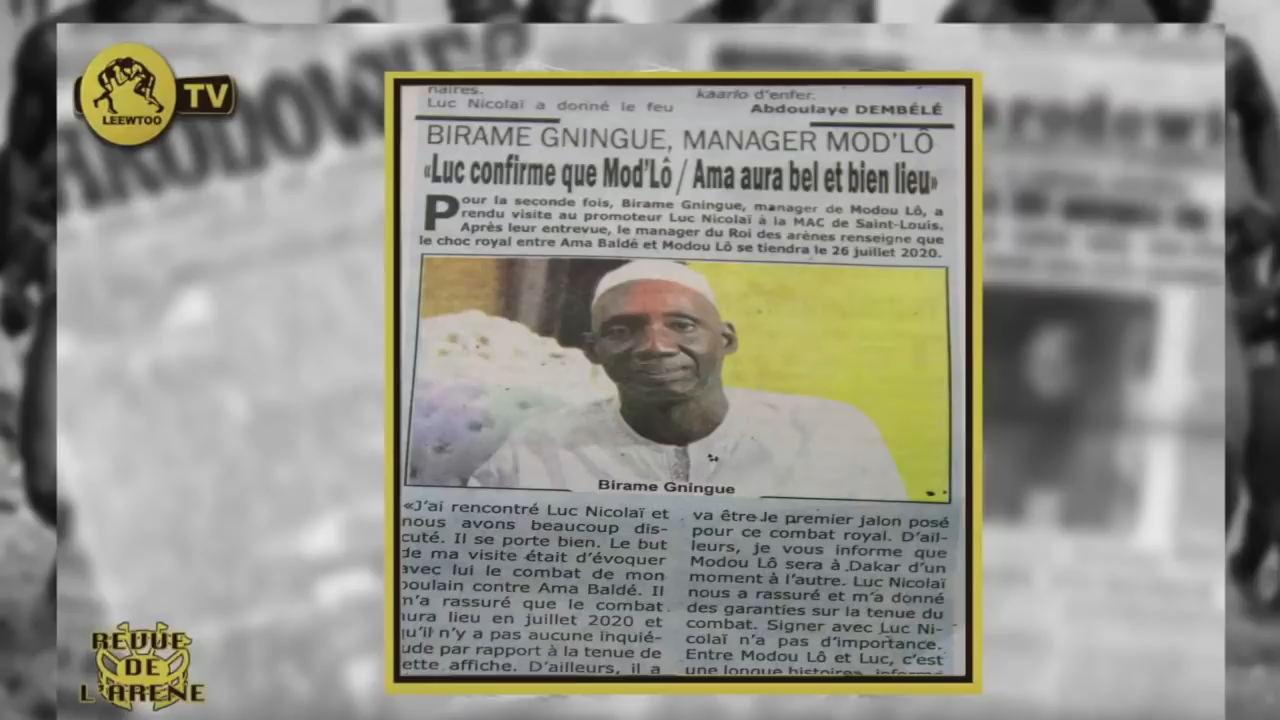 LEEWTOO
TV
naires.
Luc Nicolaï a donné le feu
kaarlo d'enfer.
Abdoulaye DEMBÉLÉ
BIRAME GNINGUE, MANAGER MOD'LÔ
«Luc confirme que Mod'Lô / Ama aura bel et bien lieu»
Pour la seconde fois, Birame Gningue, manager de Modou Lô, a
rendu visite au promoteur Luc Nicolaï à la MAC de Saint-Louis.
Après leur entrevue, le manager du Roi des arènes renseigne que
le choc royal entre Ama Baldé et Modou Lô se tiendra le 26 juillet 2020.
Birame Gningue
«J'ai rencontré Luc Nicolaï et
nous avons beaucoup dis-
cuté. Il se porte bien. Le but
de ma visite était d'évoquer
avec lui le combat de mon
poulain contre Ama Baldé. Il
m'a rassuré que le combat
aura lieu en juillet 2020 et
qu'il n'y a pas aucune inquié-
ude par rapport à la tenue de
ette affiche. D'ailleurs, il a
va être le premier jalon posé
pour ce combat royal. D'ail-
leurs, je vous informe que
Modou Lô sera à Dakar d'un
moment à l'autre. Luc Nicolaï
nous a rassuré et m'a donné
des garanties sur la tenue du
combat. Signer avec Luc Ni-
colaï n'a pas d'importance.
Entre Modou Lô et Luc, c'est
une longue histoire,
REVUE
DE
L'ARENE